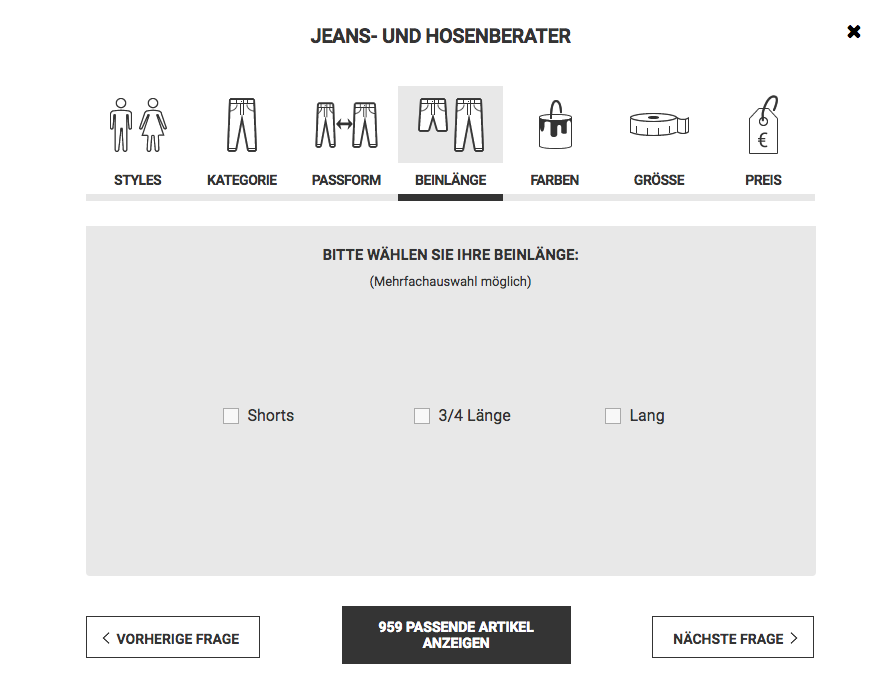 JEANS- UND HOSENBERATER
STYLES
KATEGORIE
PASSFORM
BEINLÄNGE
FARBEN
GRÖSSE
€
PREIS
BITTE WÄHLEN SIE IHRE BEINLÄNGE:
(Mehrfachauswahl möglich)
Shorts
3/4 Länge
Lang
VORHERIGE FRAGE
959 PASSENDE ARTIKEL
ANZEIGEN
NÄCHSTE FRAGE